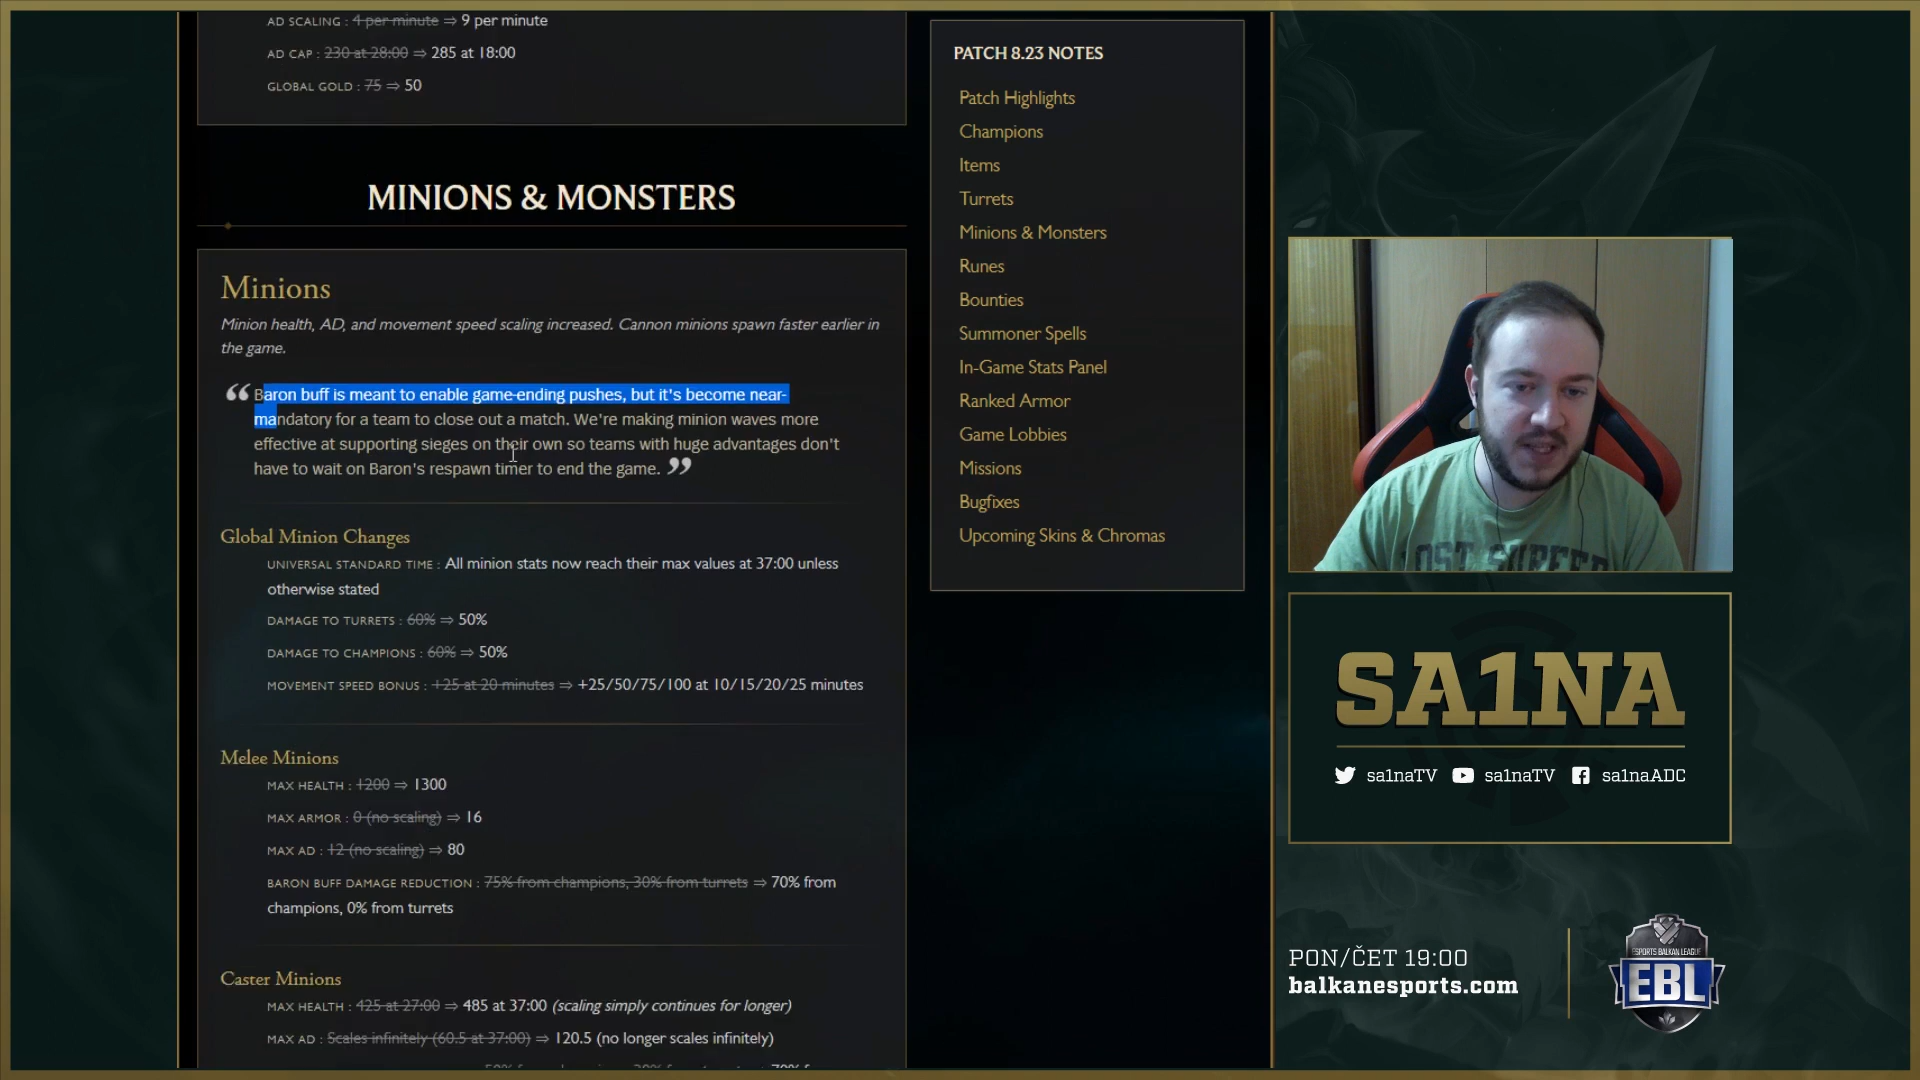 AD SCALING : 4 per minute ⇒ 9 per minute
AD CAP : 230 at 28:00 ⇒ 285 at 18:00
GLOBAL GOLD : 75 ⇒ 50
MINIONS & MONSTERS
Minions
Minion health, AD, and movement speed scaling increased. Cannon minions spawn faster earlier in
the game.
“ Baron buff is meant to enable game-ending pushes, but it's become near-
mandatory for a team to close out a match. We're making minion waves more
effective at supporting sieges on their own so teams with huge advantages don't
have to wait on Baron's respawn timer to end the game. ”
Global Minion Changes
UNIVERSAL STANDARD TIME : All minion stats now reach their max values at 37:00 unless
otherwise stated
DAMAGE TO TURRETS : 60% ⇒ 50%
DAMAGE TO CHAMPIONS : 60% ⇒ 50%
MOVEMENT SPEED BONUS : +25 at 20 minutes ⇒ +25/50/75/100 at 10/15/20/25 minutes
Melee Minions
MAX HEALTH : 1200 ⇒ 1300
MAX ARMOR : 0 (no scaling) ⇒ 16
MAX AD : 12 (no scaling) ⇒ 80
BARON BUFF DAMAGE REDUCTION : 75% from champions, 30% from turrets ⇒ 70% from
champions, 0% from turrets
Caster Minions
MAX HEALTH : 425 at 27:00 ⇒ 485 at 37:00 (scaling simply continues for longer)
MAX AD : Scales infinitely (60.5 at 37:00) ⇒ 120.5 (no longer scales infinitely)
PATCH 8.23 NOTES
Patch Highlights
Champions
Items
Turrets
Minions & Monsters
Runes
Bounties
Summoner Spells
In-Game Stats Panel
Ranked Armor
Game Lobbies
Missions
Bugfixes
Upcoming Skins & Chromas
LOST SURFER
SA1NA
sa1naTV sa1naTV sa1naADC
PON/ČET 19:00
balkanesports.com
ESPORTS BALKAN LEAGUE
EBL